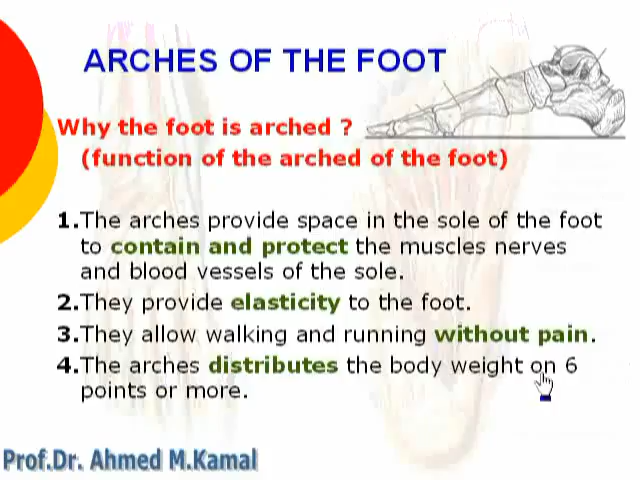 ARCHES OF THE FOOT
Why the foot is arched ?
(function of the arched of the foot)
1.The arches provide space in the sole of the foot
to contain and protect the muscles nerves
and blood vessels of the sole.
2.They provide elasticity to the foot.
3.They allow walking and running without pain.
4.The arches distributes the body weight on 6
points or more.
Prof.Dr. Ahmed M.Kamal